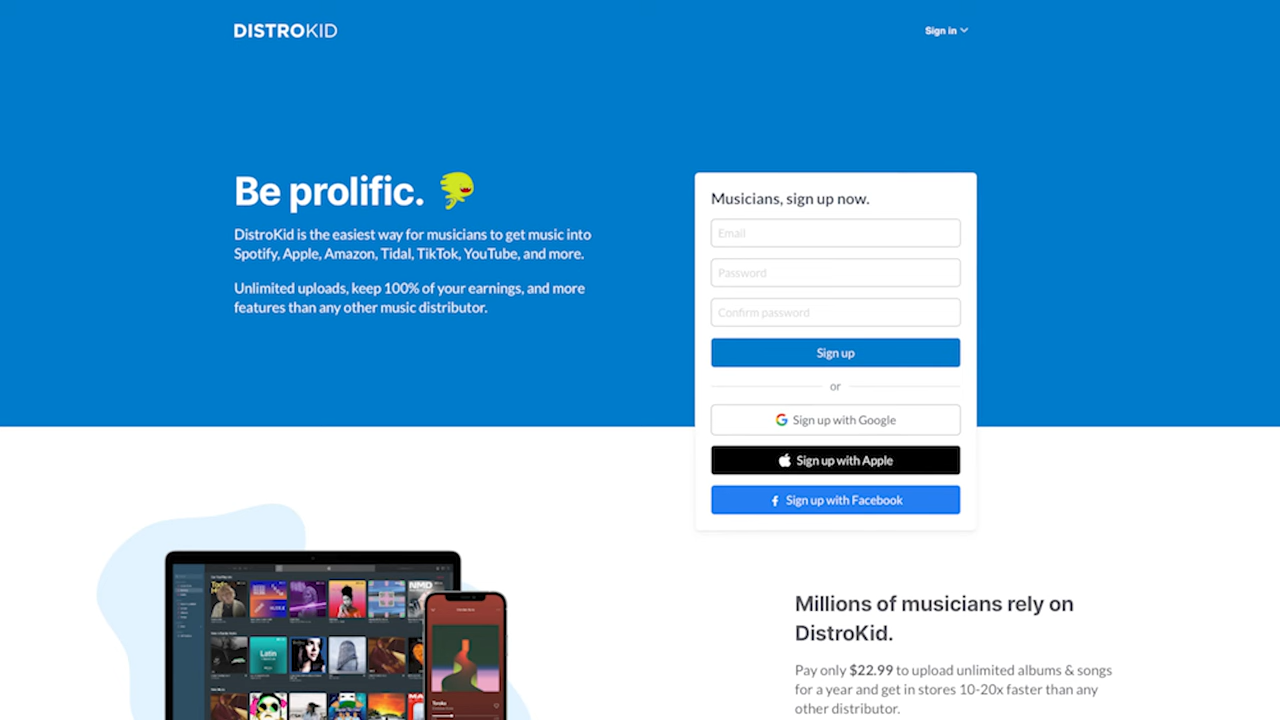 DISTROKID
Sign in
Be prolific.
DistroKid is the easiest way for musicians to get music into
Spotify, Apple, Amazon, Tidal, TikTok, YouTube, and more.
Unlimited uploads, keep 100% of your earnings, and more
features than any other music distributor.
Musicians, sign up now.
Email
Password
Confirm password
Sign up
or
Sign up with Google
Sign up with Apple
Sign up with Facebook
Latin
Millions of musicians rely on
DistroKid.
Pay only $22.99 to upload unlimited albums & songs
for a year and get in stores 10-20x faster than any
other distributor.